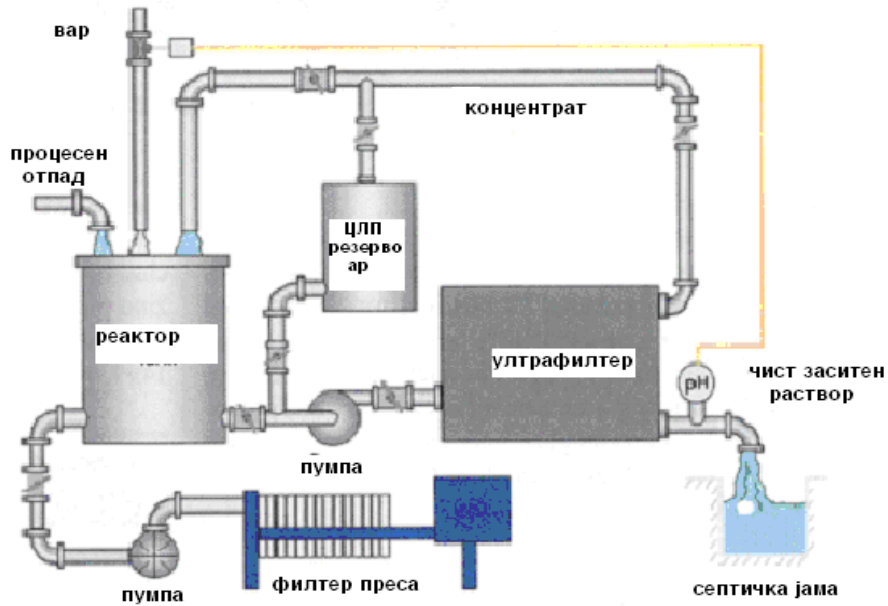 вар
концентрат
процесен
отпад
ЦЛП
резерво
ар
реактор
ултрафилтер
pH
чист заситен
раствор
пумпа
пумпа
филтер преса
септичка јама